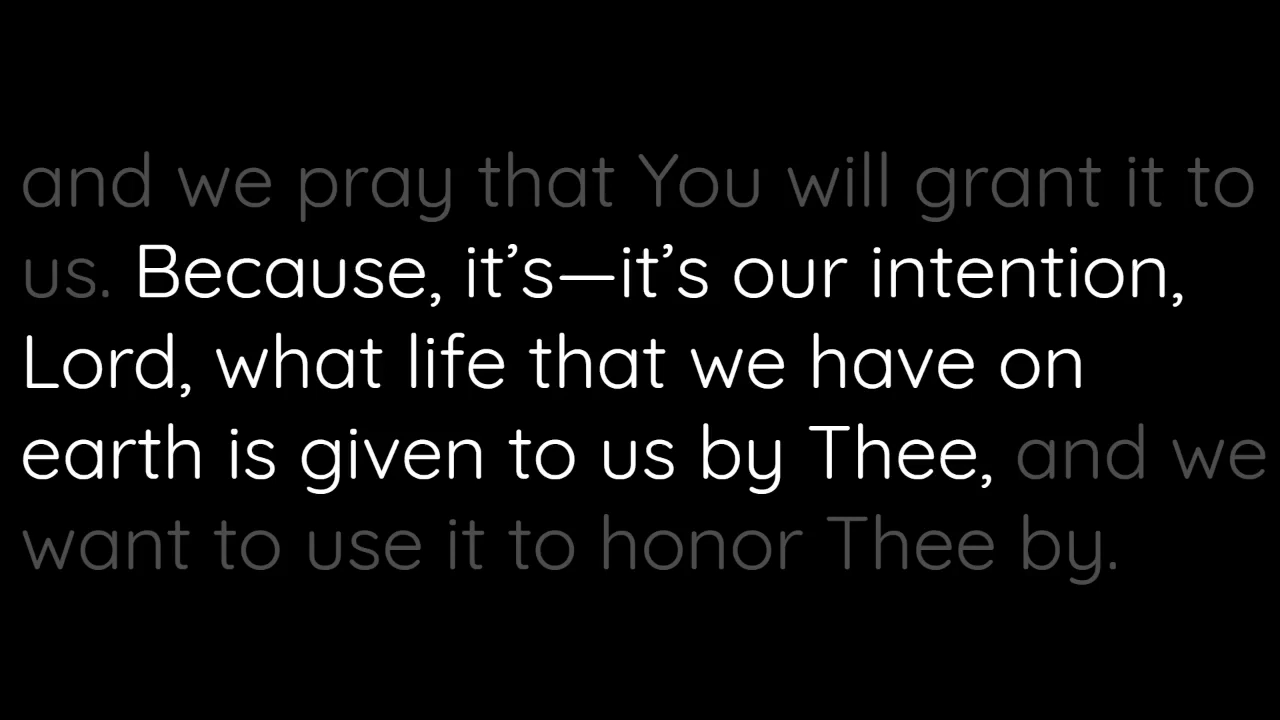 and we pray that You will grant it to
us. Because, it’s—it’s our intention,
Lord, what life that we have on
earth is given to us by Thee, and we
want to use it to honor Thee by.